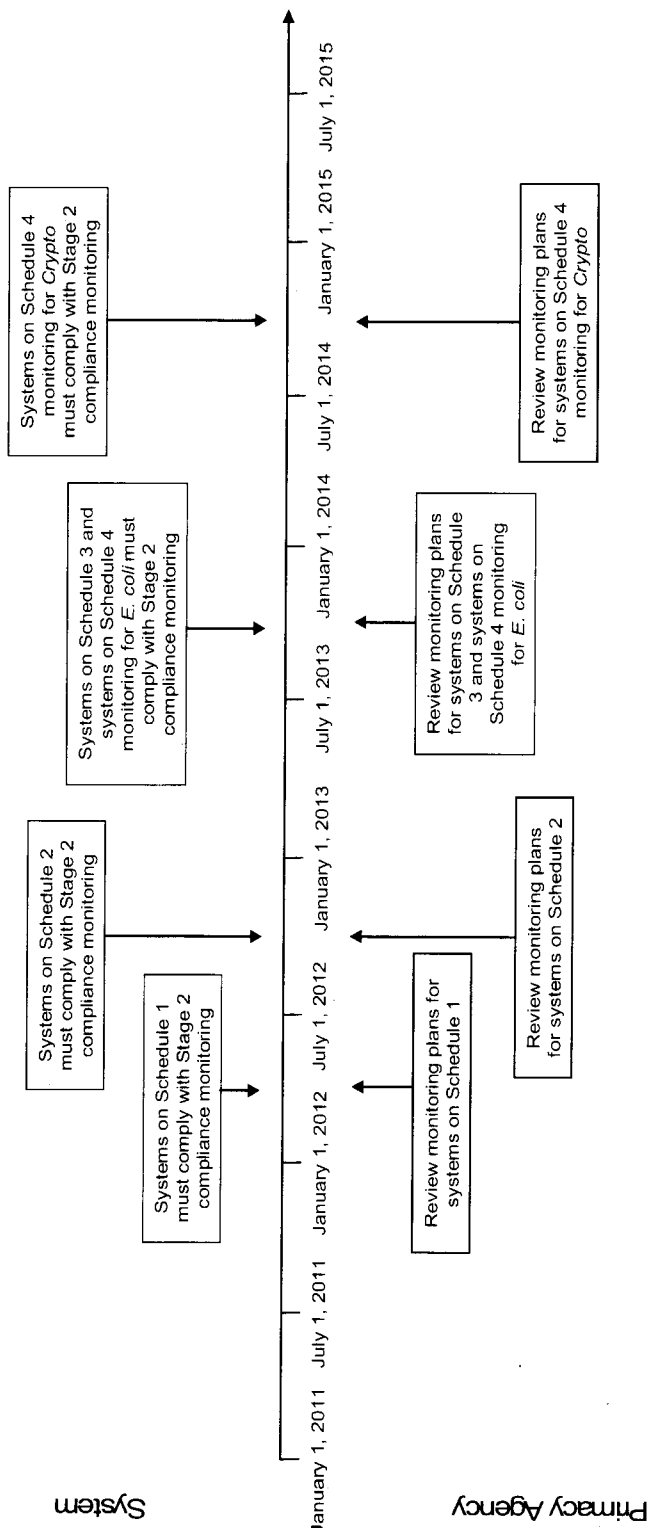 System
Systems on Schedule 1
must comply with Stage 2
compliance monitoring
Systems on Schedule 2
must comply with Stage 2
compliance monitoring
Systems on Schedule 3 and
systems on Schedule 4
monitoring for E. coli must
comply with Stage 2
compliance monitoring
Systems on Schedule 4
monitoring for Crypto
must comply with Stage 2
compliance monitoring
January 1, 2011
July 1, 2011
January 1, 2012
July 1, 2012
January 1, 2013
July 1, 2013
January 1, 2014
July 1, 2014
January 1, 2015
July 1, 2015
Primacy Agency
Review monitoring plans for
systems on Schedule 1
Review monitoring plans
for systems on Schedule 2
Review monitoring plans
for systems on Schedule
3 and systems on
Schedule 4 monitoring
for E. coli
Review monitoring plans
for systems on Schedule 4
monitoring for Crypto